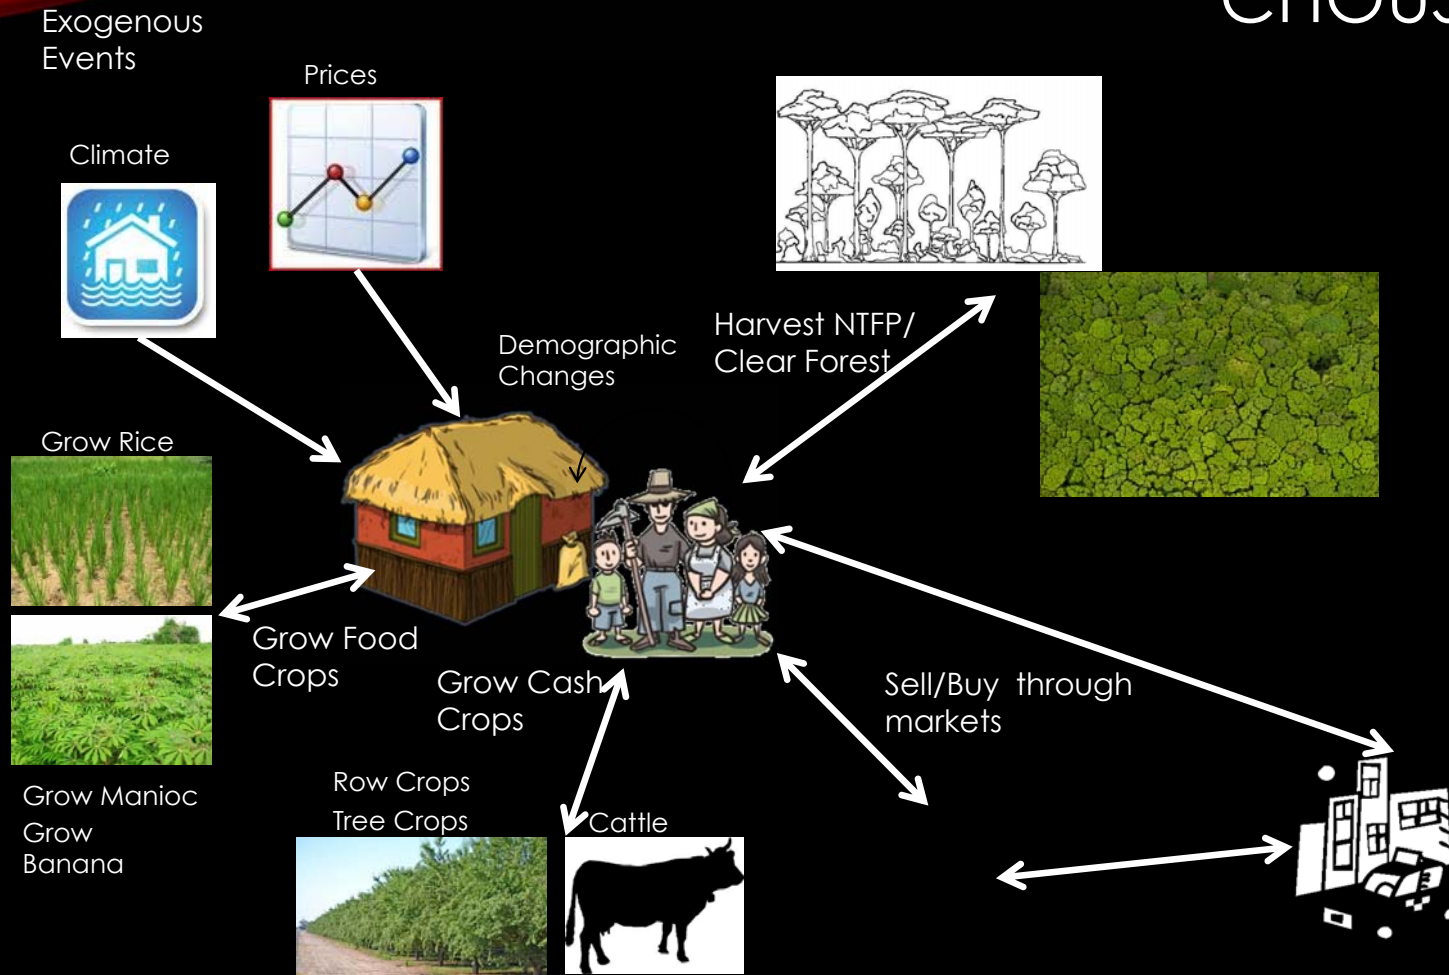 Exogenous
Events
Prices
Climate
Demographic
Changes
Harvest NTFP/
Clear Forest
Grow Rice
Grow Food
Crops
Grow Cash
Crops
Sell/Buy through
markets
Grow Manioc
Grow
Banana
Row Crops
Tree Crops
Cattle